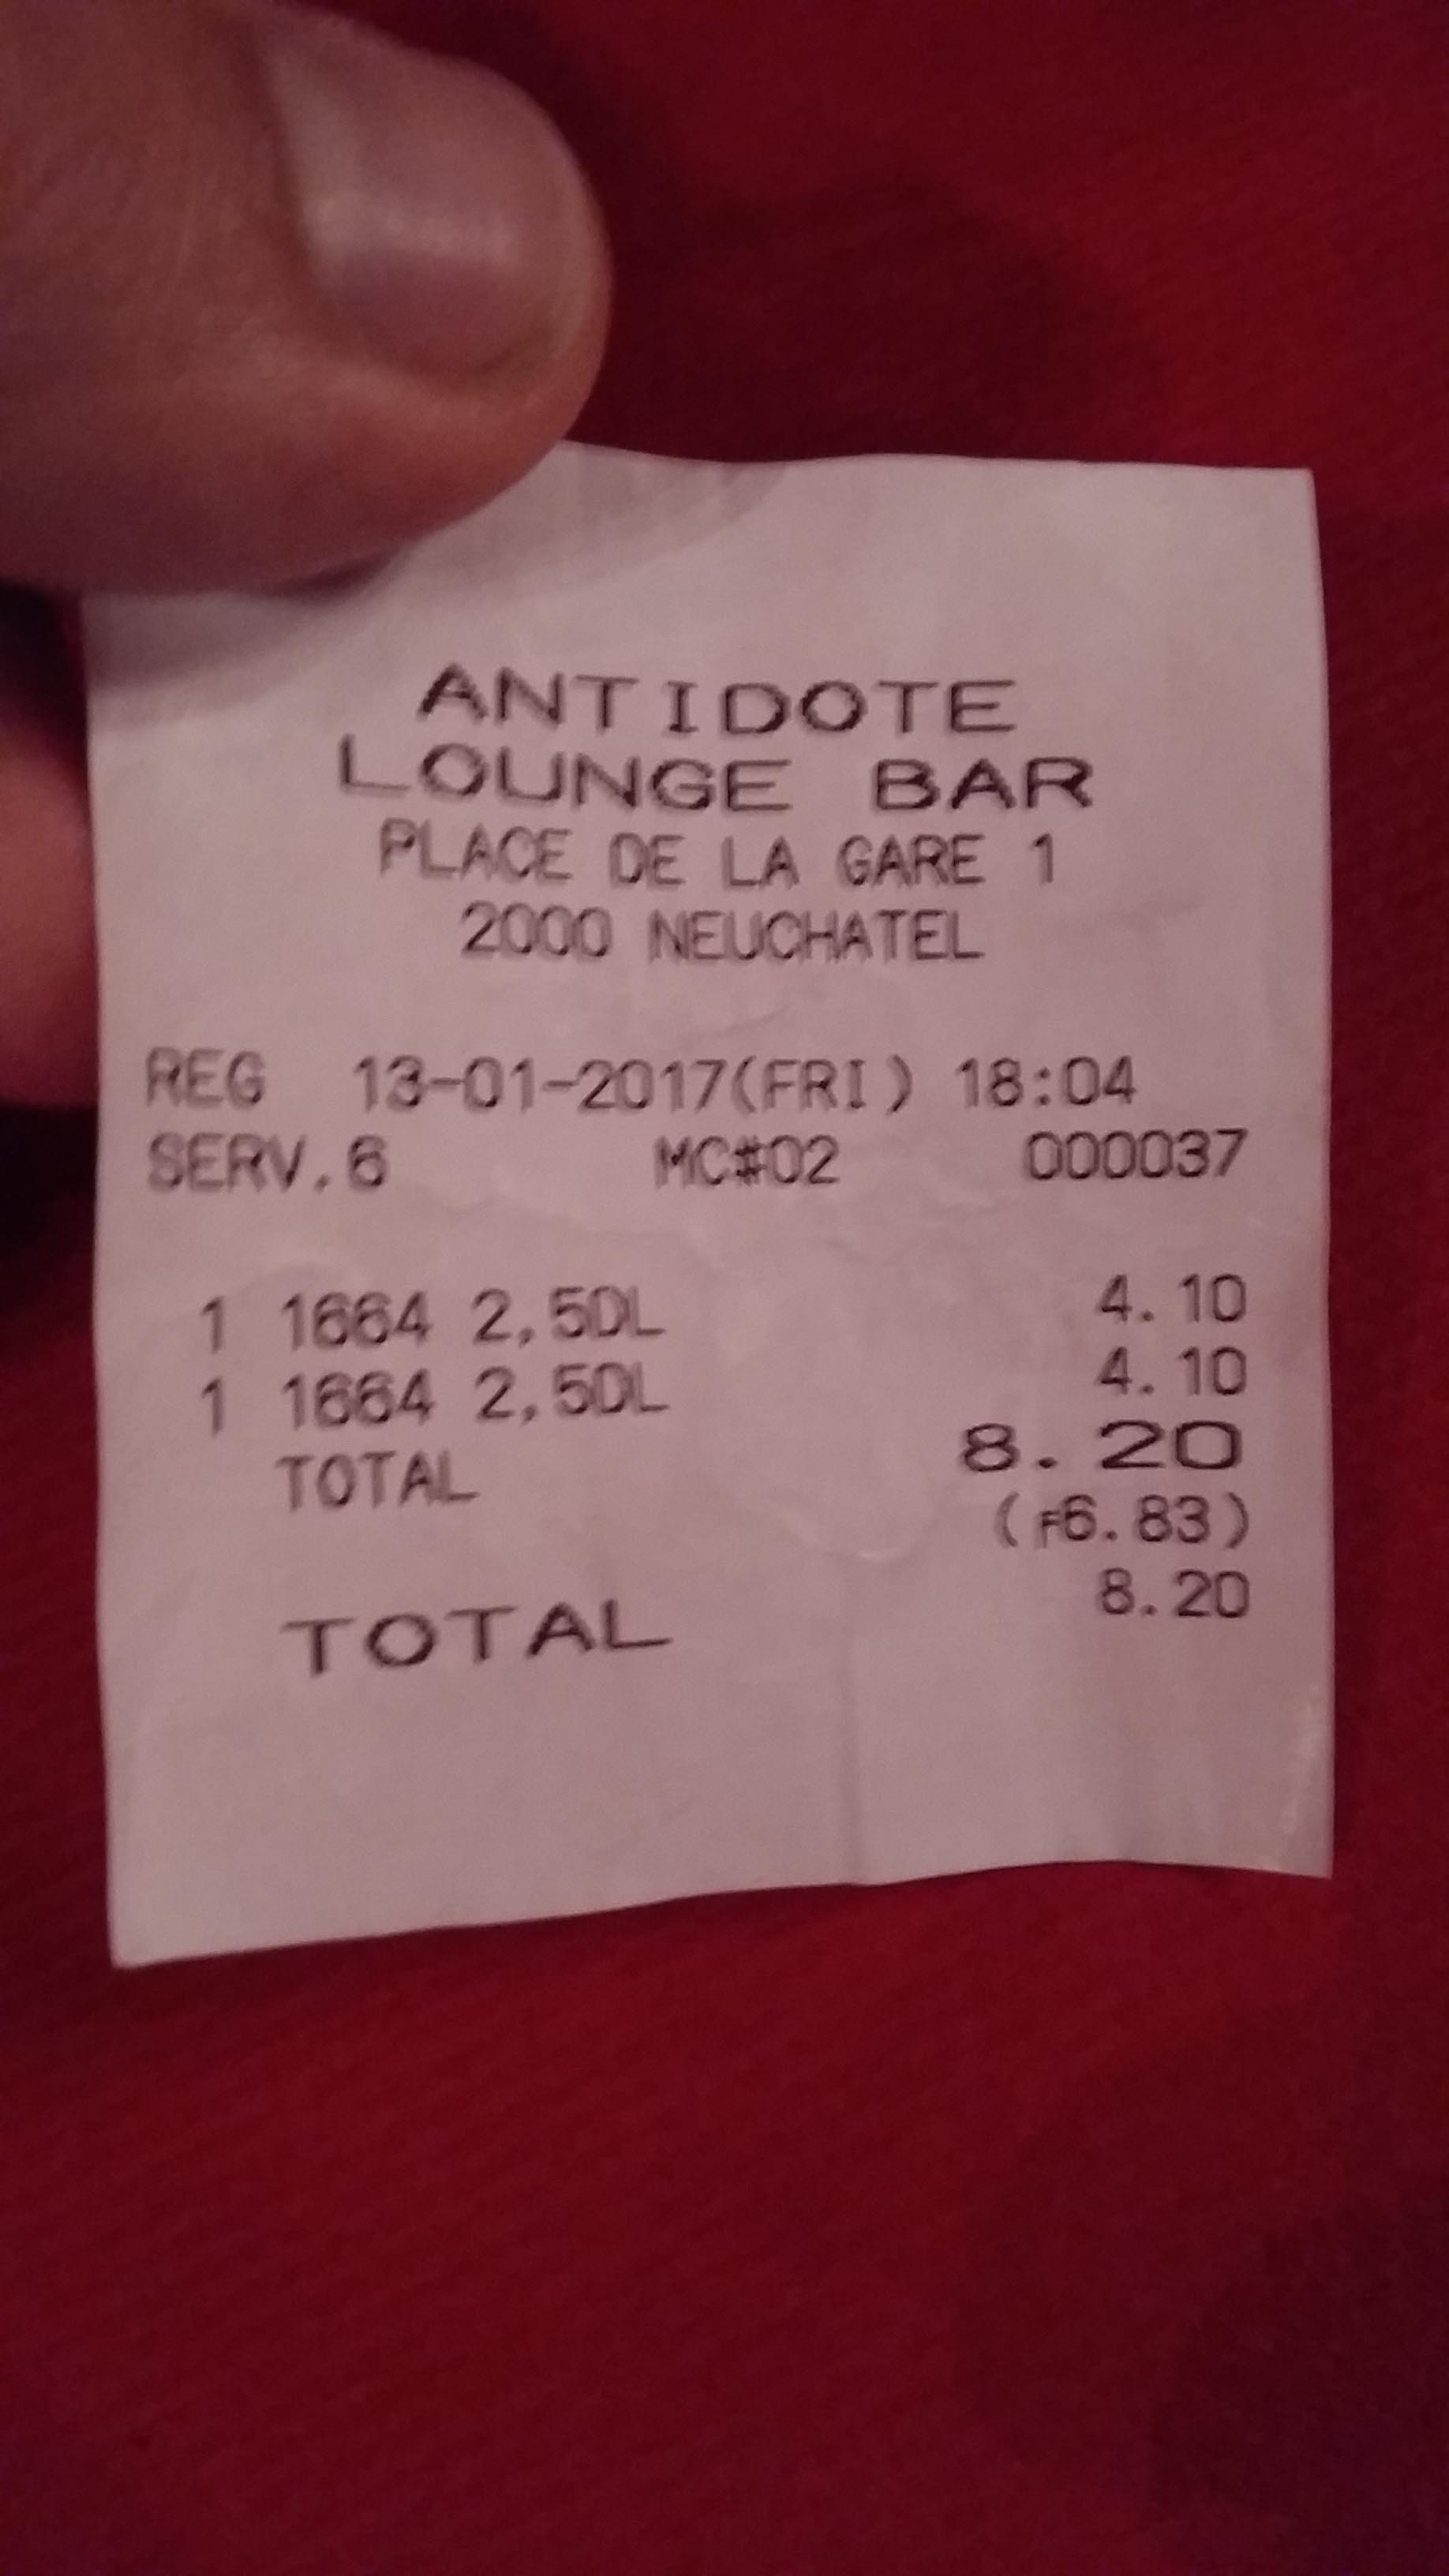 ANTIDOTE
LOUNGE BAR
PLACE DE LA GARE 1
2000 NEUCHATEL
REG 13-01-2017(FRI) 18:04
SERV.6 MC#02 000037
1 1664 2,5DL 4.10
1 1664 2,5DL 4.10
TOTAL 8.20
(F6.83)
TOTAL 8.20